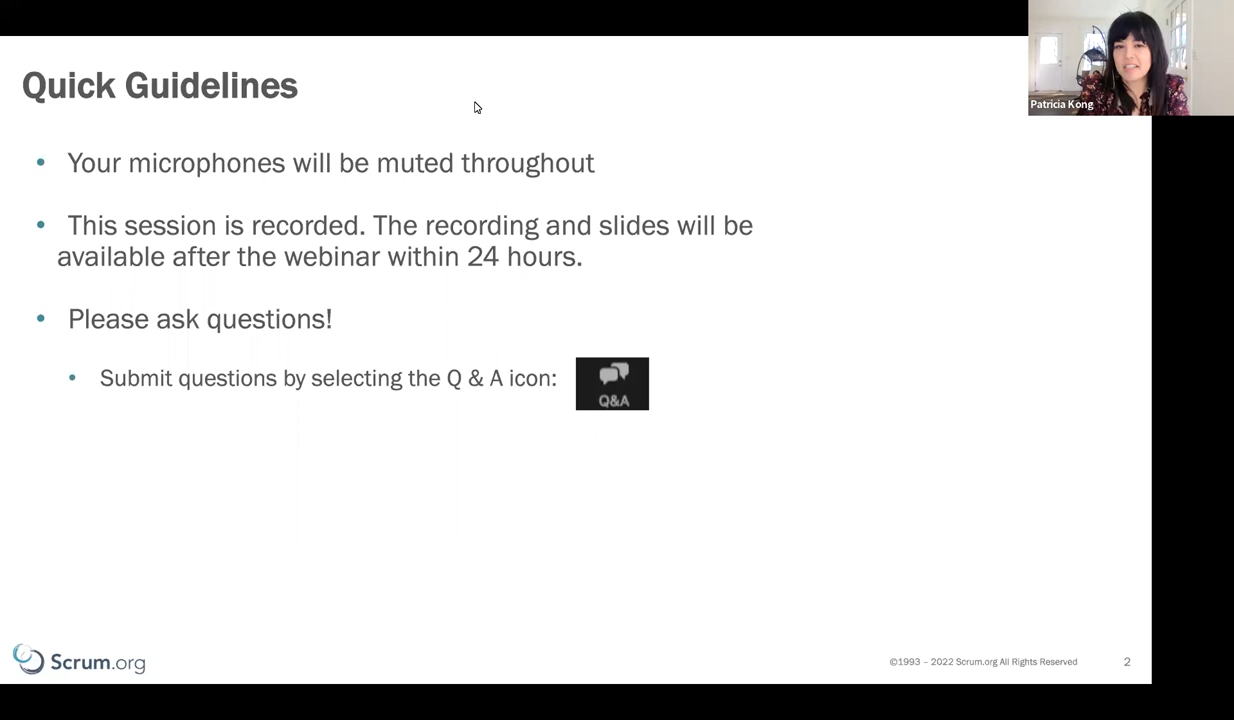 Quick Guidelines
Patricia Kong
• Your microphones will be muted throughout
• This session is recorded. The recording and slides will be
available after the webinar within 24 hours.
• Please ask questions!
• Submit questions by selecting the Q & A icon:
Q&A
Scrum.org
©1993 – 2022 Scrum.org All Rights Reserved
2